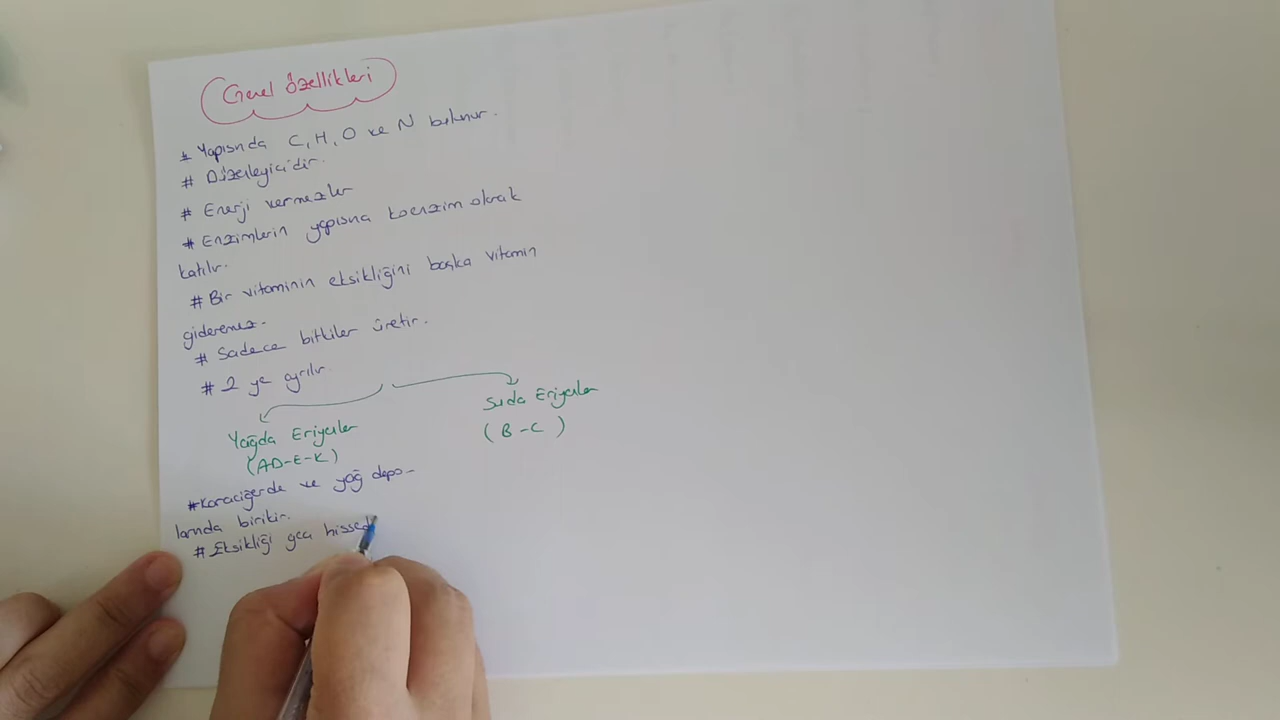 Genel özellikleri
* Yapısında C, H, O ve N bulunur.
# Düzenleyicidir.
# Enerji vermezler
# Enzimlerin yapısına koenzim olarak
katılır.
# Bir vitaminin eksikliğini başka vitamin
gideremez.
# Sadece bitkiler üretir.
# 2 ye ayrılır.
Yağda Eriyenler
(A-D-E-K)
Suda Eriyenler
(B-C)
# Karaciğerde ve yağ depo-
larında birikir.
# Eksikliği geç hissed